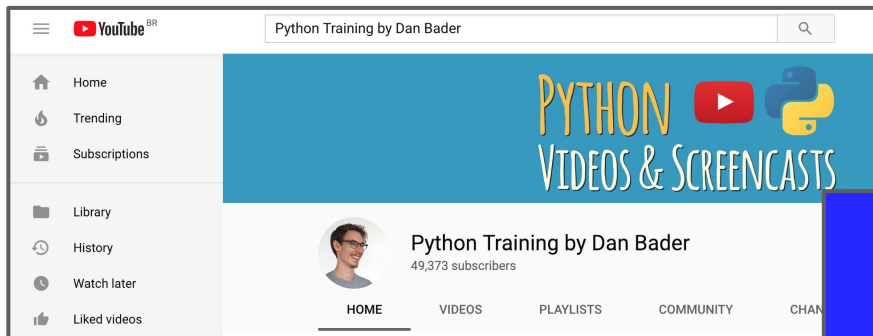 YouTube BR
Python Training by Dan Bader
Home
Trending
Subscriptions
Library
History
Watch later
Liked videos
PYTHON
VIDEOS & SCREENCASTS
Python Training by Dan Bader
49,373 subscribers
HOME VIDEOS PLAYLISTS COMMUNITY CHAN